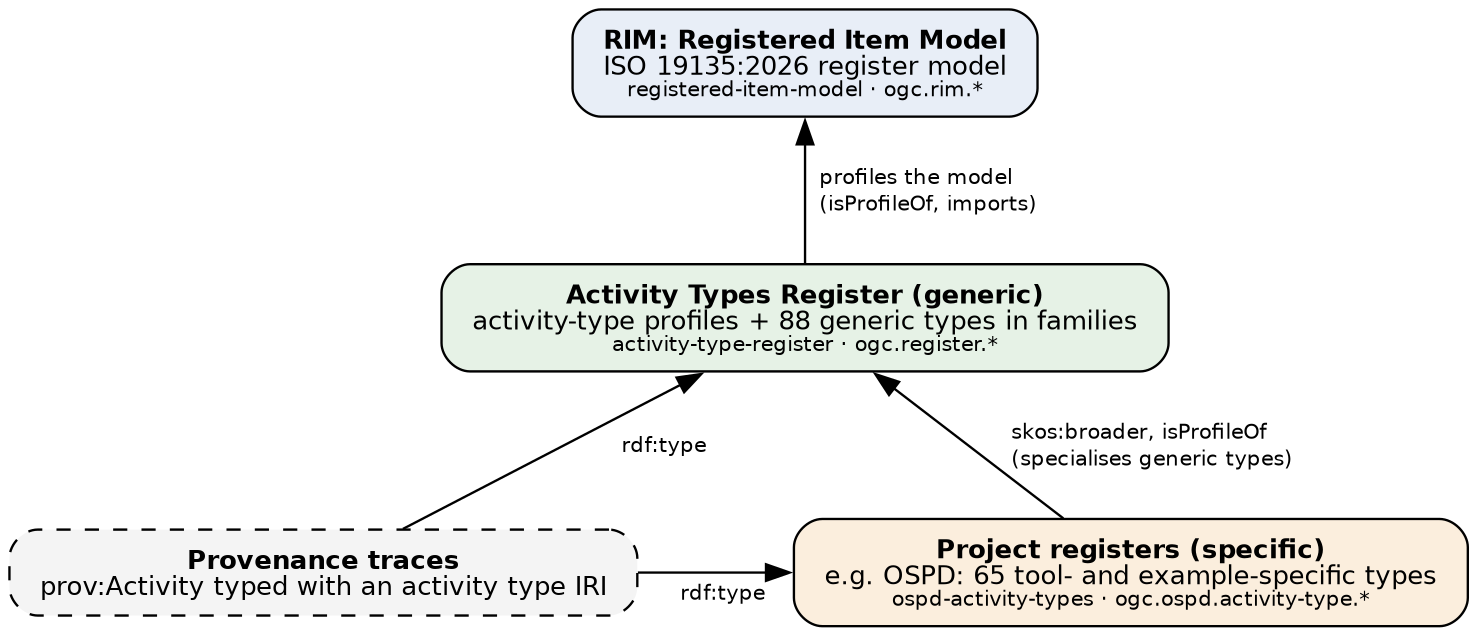 RIM: Registered Item Model
ISO 19135:2026 register model
registered-item-model · ogc.rim.*
profiles the model
(isProfileOf, imports)
Activity Types Register (generic)
activity-type profiles + 88 generic types in families
activity-type-register · ogc.register.*
rdf:type
skos:broader, isProfileOf
(specialises generic types)
Provenance traces
prov:Activity typed with an activity type IRI
rdf:type
Project registers (specific)
e.g. OSPD: 65 tool- and example-specific types
ospd-activity-types · ogc.ospd.activity-type.*